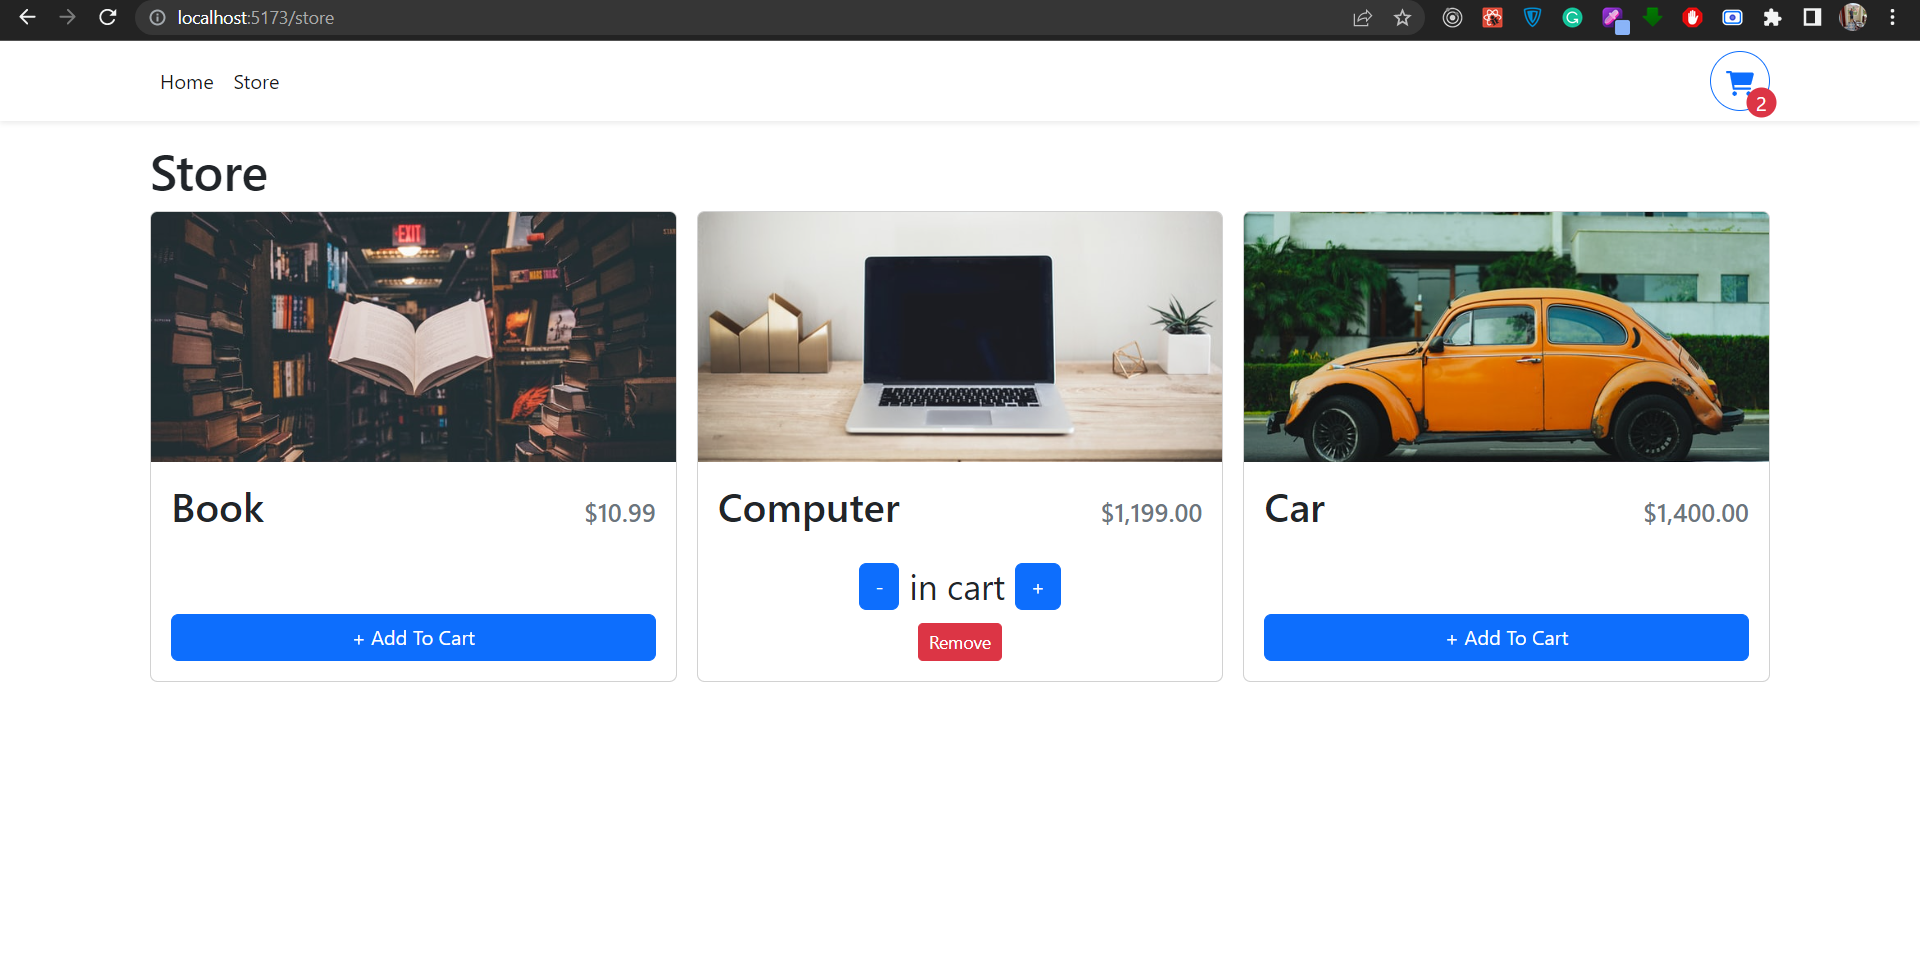 localhost:5173/store
Home Store
2
Store
EXIT
Book $10.99
+ Add To Cart
Computer $1,199.00
- in cart +
Remove
Car $1,400.00
+ Add To Cart